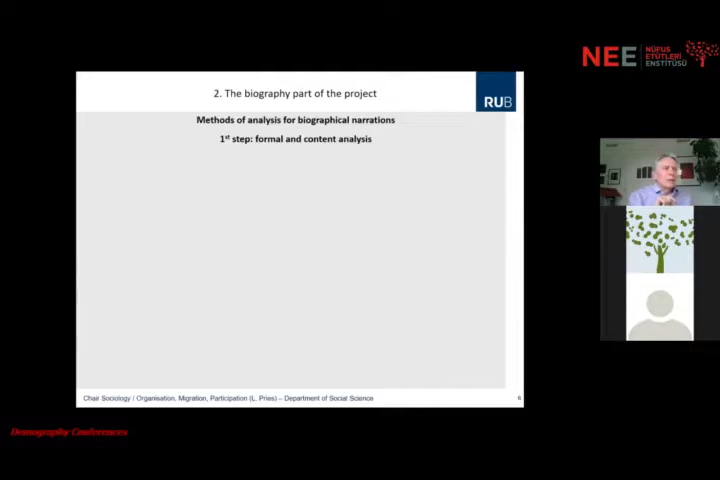 NEE
NÜFUS
ETÜTLERİ
ENSTİTÜSÜ
2. The biography part of the project
RUB
Methods of analysis for biographical narrations
1st step: formal and content analysis
Chair Sociology / Organisation, Migration, Participation (L. Pries) – Department of Social Science
6
Demography Conferences